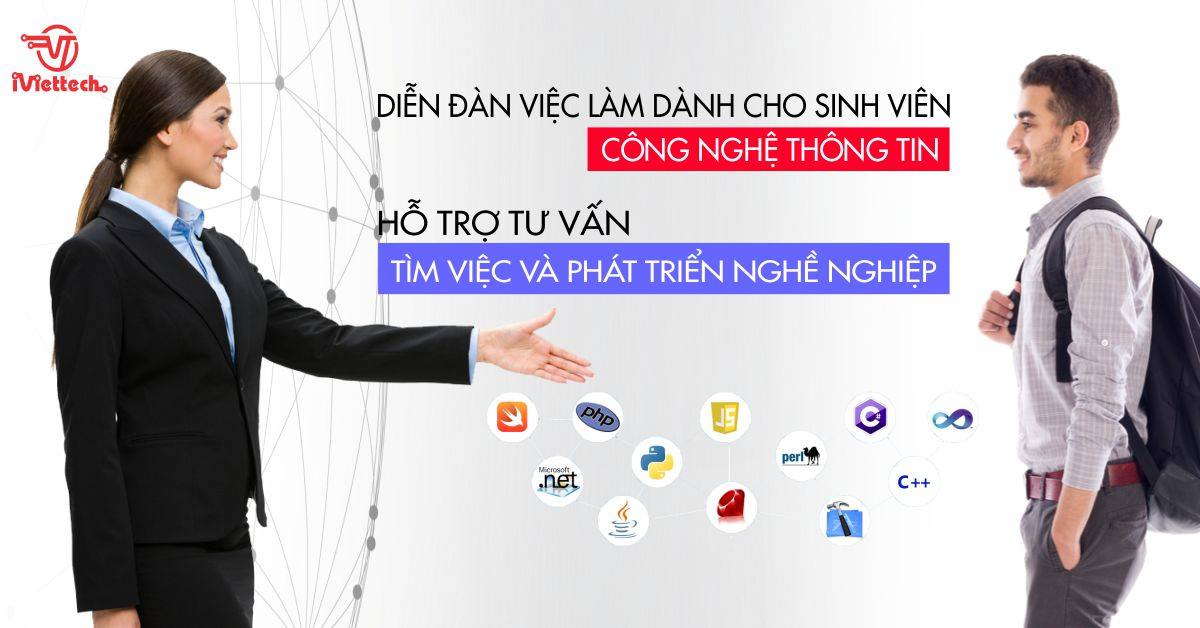 iViettech
DIỄN ĐÀN VIỆC LÀM DÀNH CHO SINH VIÊN
CÔNG NGHỆ THÔNG TIN
HỖ TRỢ TƯ VẤN
TÌM VIỆC VÀ PHÁT TRIỂN NGHỀ NGHIỆP
php
JS
C#
Microsoft
.net
perl
C++